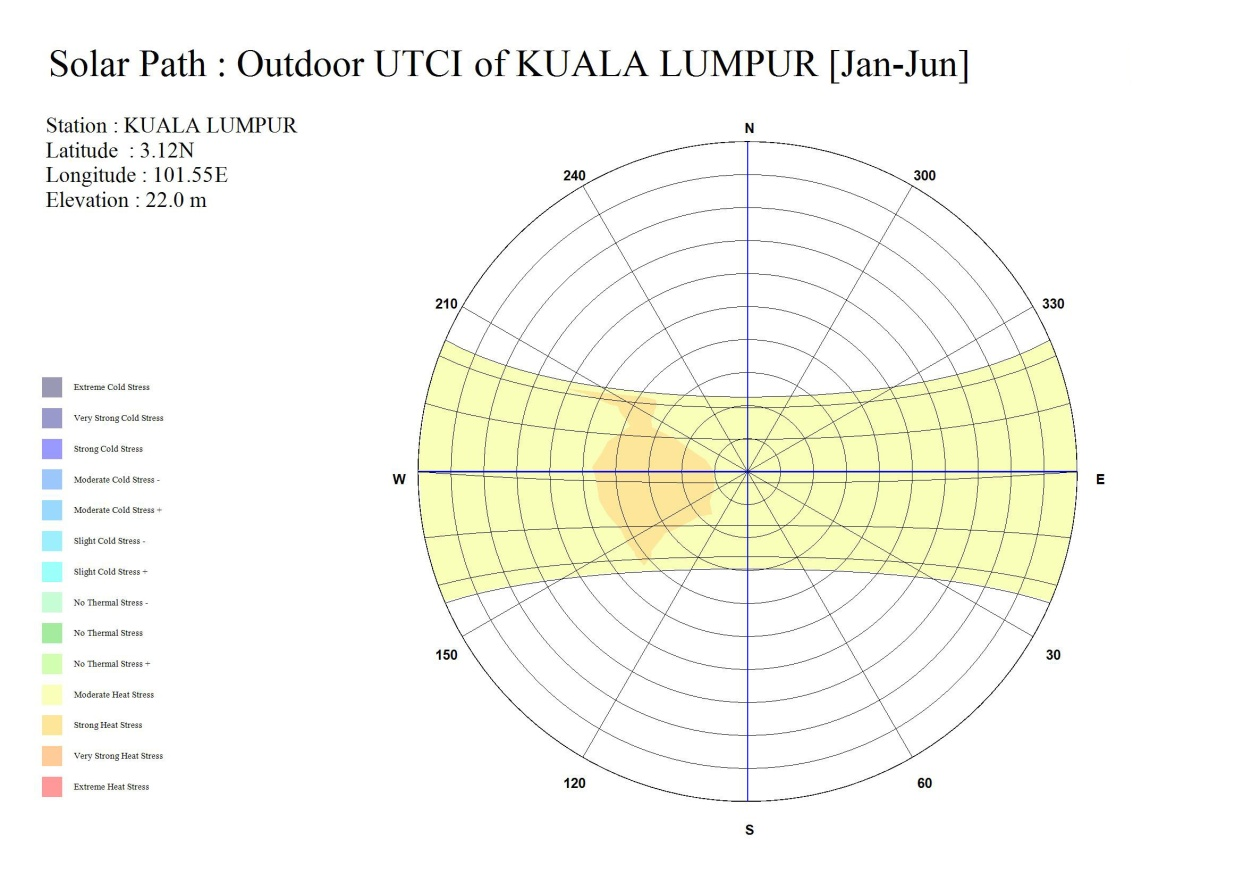 Solar Path : Outdoor UTCI of KUALA LUMPUR [Jan-Jun]
Station : KUALA LUMPUR
Latitude : 3.12N
Longitude : 101.55E
Elevation : 22.0 m
N
240
300
210
330
W
E
150
30
120
60
S
Extreme Cold Stress
Very Strong Cold Stress
Strong Cold Stress
Moderate Cold Stress -
Moderate Cold Stress +
Slight Cold Stress -
Slight Cold Stress +
No Thermal Stress -
No Thermal Stress
No Thermal Stress +
Moderate Heat Stress
Strong Heat Stress
Very Strong Heat Stress
Extreme Heat Stress